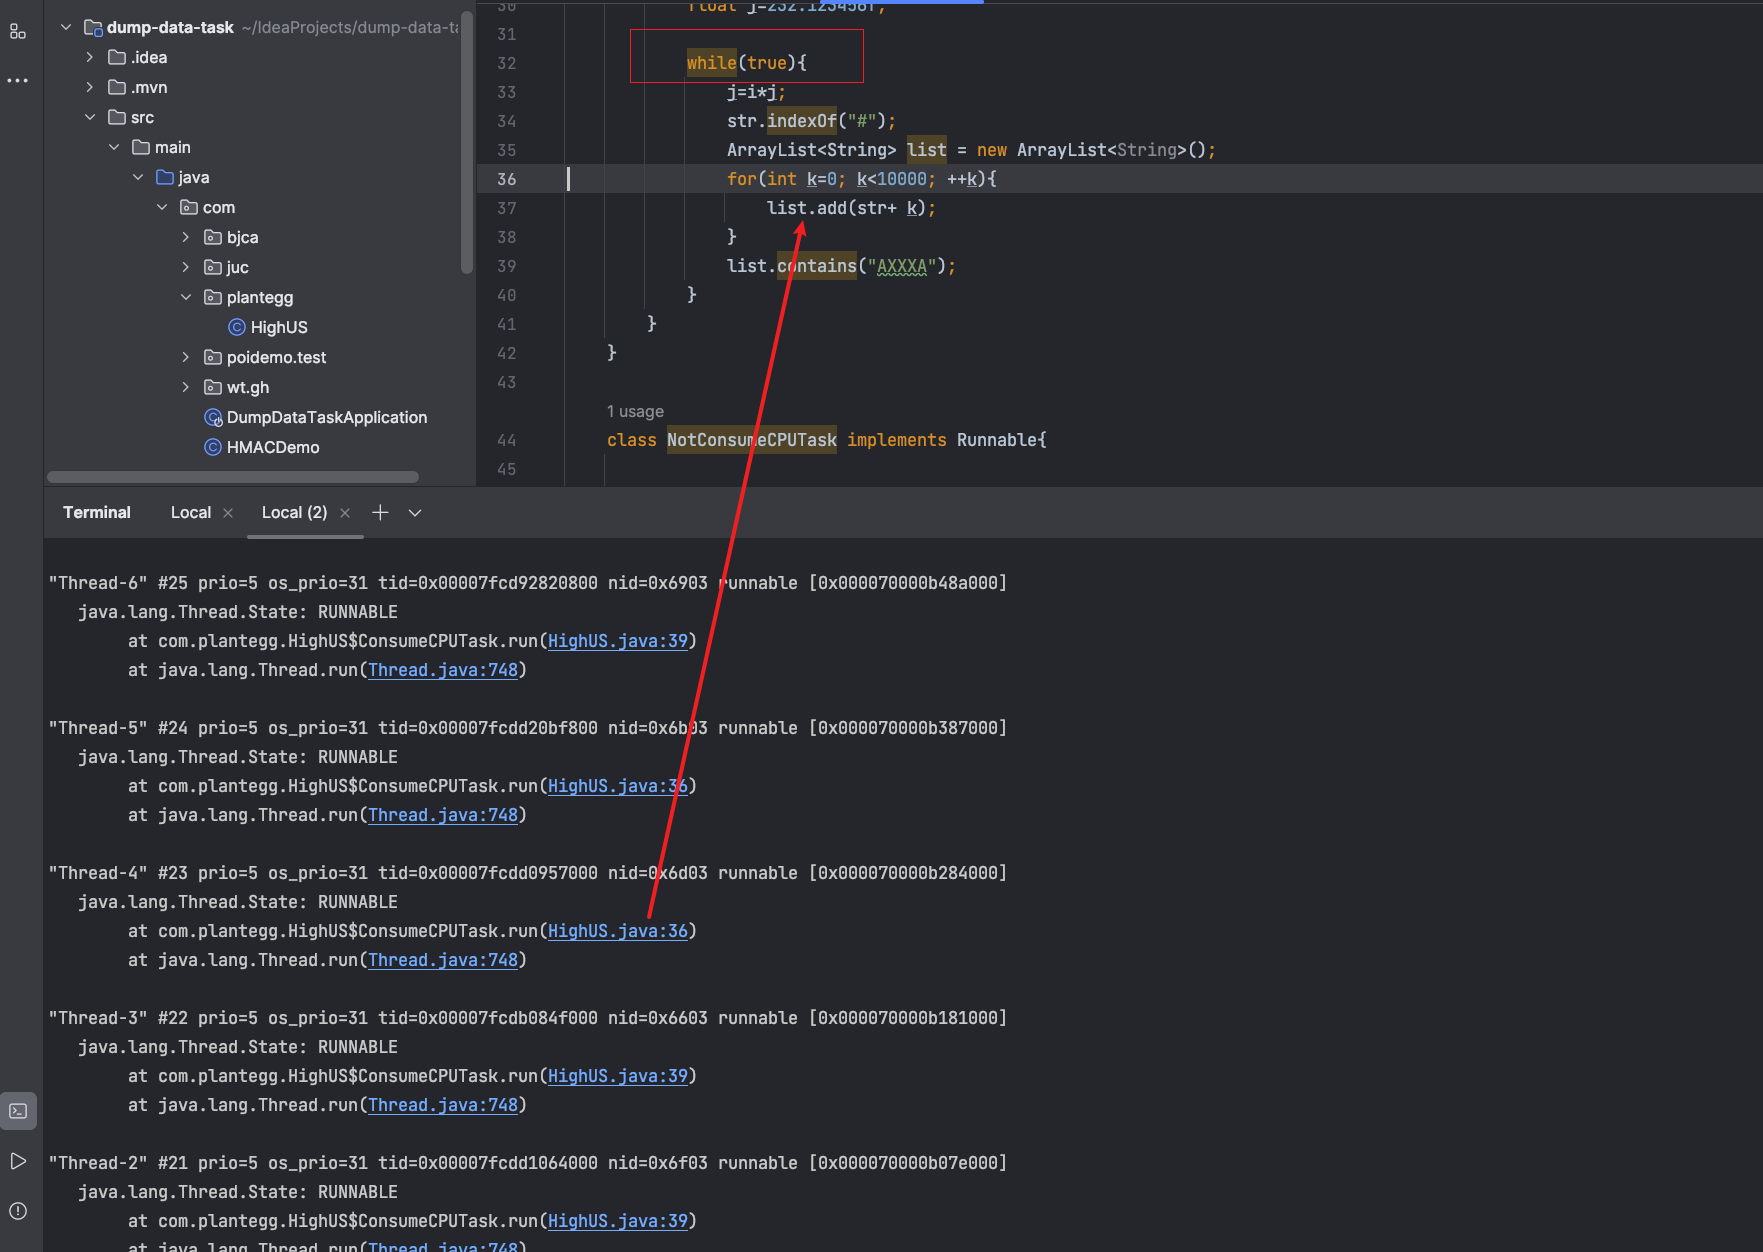 dump-data-task ~/IdeaProjects/dump-data-ta
.idea
.mvn
src
main
java
com
bjca
juc
plantegg
HighUS
poidemo.test
wt.gh
DumpDataTaskApplication
HMACDemo
30 float j=232.123456f;
31
32 while(true){
33 j=i*j;
34 str.indexOf("#");
35 ArrayList<String> list = new ArrayList<String>();
36 for(int k=0; k<10000; ++k){
37 list.add(str+ k);
38 }
39 list.contains("AXXXA");
40 }
41 }
42 }
43
1 usage
44 class NotConsumeCPUTask implements Runnable{
45
Terminal Local Local (2)
"Thread-6" #25 prio=5 os_prio=31 tid=0x00007fcd92820800 nid=0x6903 runnable [0x000070000b48a000]
java.lang.Thread.State: RUNNABLE
at com.plantegg.HighUS$ConsumeCPUTask.run(HighUS.java:39)
at java.lang.Thread.run(Thread.java:748)
"Thread-5" #24 prio=5 os_prio=31 tid=0x00007fcdd20bf800 nid=0x6b03 runnable [0x000070000b387000]
java.lang.Thread.State: RUNNABLE
at com.plantegg.HighUS$ConsumeCPUTask.run(HighUS.java:36)
at java.lang.Thread.run(Thread.java:748)
"Thread-4" #23 prio=5 os_prio=31 tid=0x00007fcdd0957000 nid=0x6d03 runnable [0x000070000b284000]
java.lang.Thread.State: RUNNABLE
at com.plantegg.HighUS$ConsumeCPUTask.run(HighUS.java:36)
at java.lang.Thread.run(Thread.java:748)
"Thread-3" #22 prio=5 os_prio=31 tid=0x00007fcdb084f000 nid=0x6603 runnable [0x000070000b181000]
java.lang.Thread.State: RUNNABLE
at com.plantegg.HighUS$ConsumeCPUTask.run(HighUS.java:39)
at java.lang.Thread.run(Thread.java:748)
"Thread-2" #21 prio=5 os_prio=31 tid=0x00007fcdd1064000 nid=0x6f03 runnable [0x000070000b07e000]
java.lang.Thread.State: RUNNABLE
at com.plantegg.HighUS$ConsumeCPUTask.run(HighUS.java:39)
at java.lang.Thread.run(Thread.java:748)